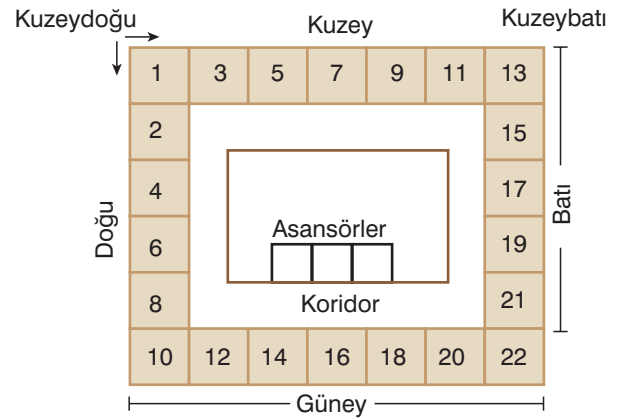 Kuzeydoğu Kuzey Kuzeybatı
1 3 5 7 9 11 13
2 15
4 17
Doğu Batı
Asansörler
6 19
8 Koridor 21
10 12 14 16 18 20 22
Güney